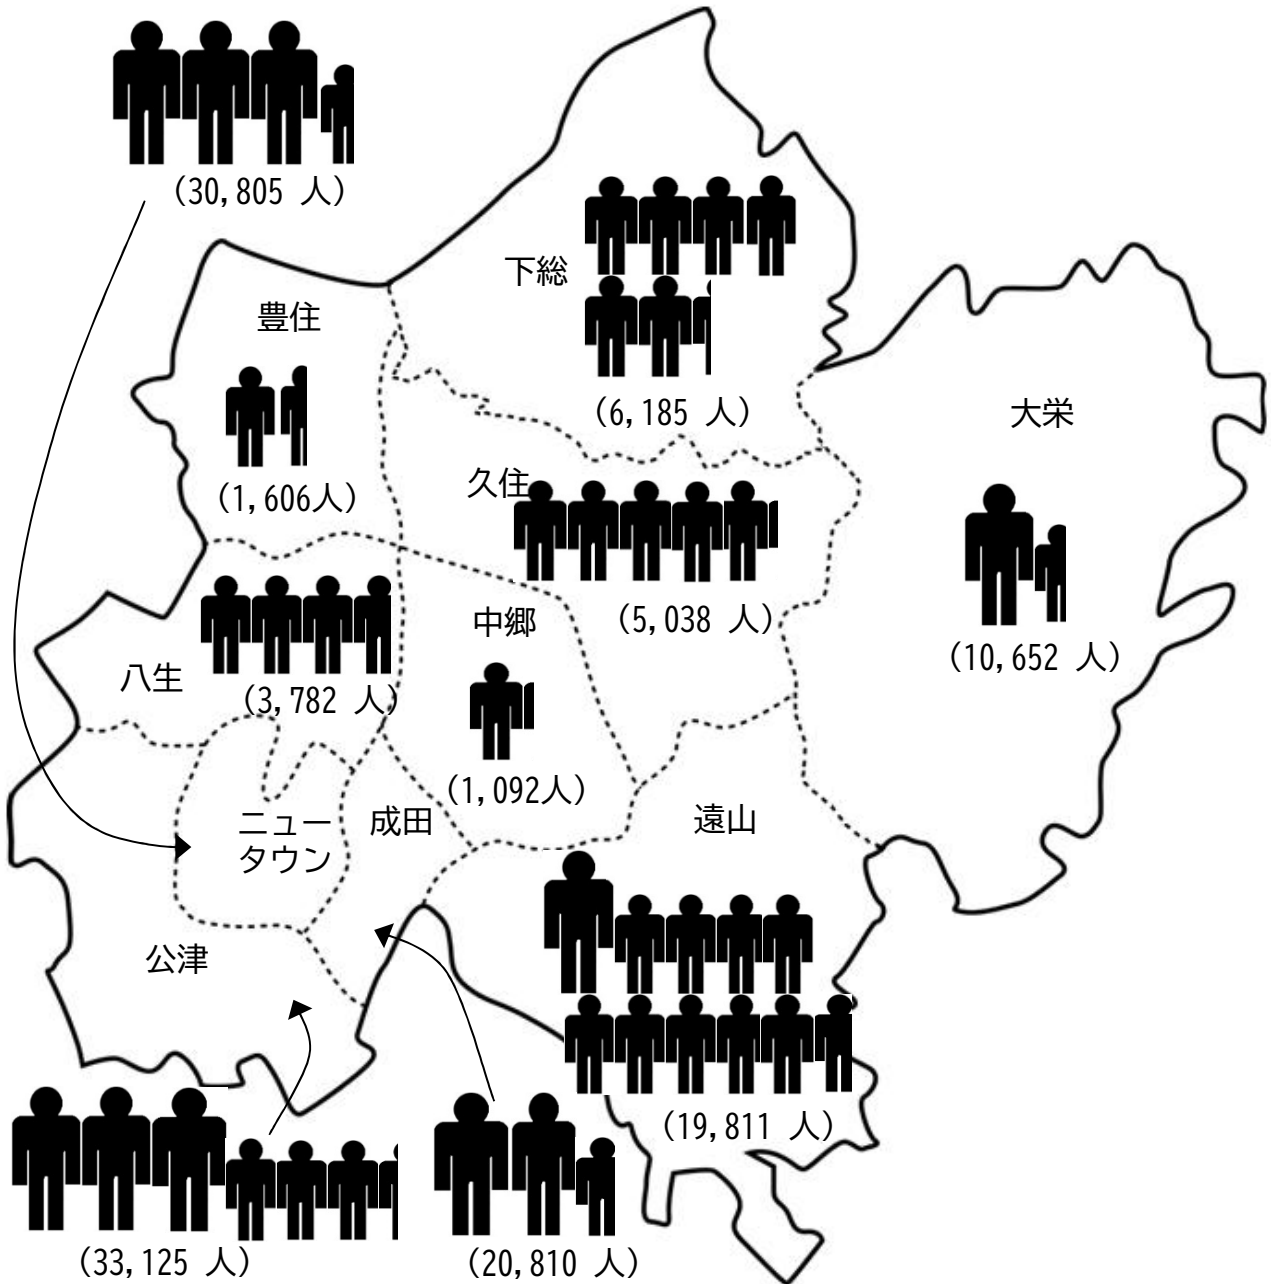 (30,805 人)
下総
豊住
(6,185 人)
大栄
久住
(1,606人)
中郷
(5,038 人)
(10,652 人)
八生
(3,782 人)
(1,092人)
ニュー
タウン
成田
遠山
公津
(19,811 人)
(33,125 人)
(20,810 人)